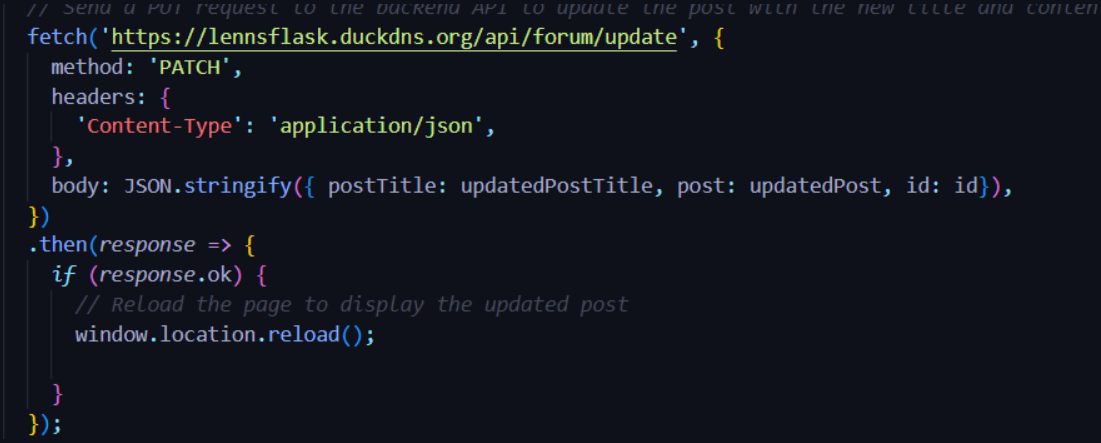 // Send a PUT request to the backend API to update the post with the new title and conten
fetch('https://lennsflask.duckdns.org/api/forum/update', {
method: 'PATCH',
headers: {
'Content-Type': 'application/json',
},
body: JSON.stringify({ postTitle: updatedPostTitle, post: updatedPost, id: id}),
})
.then(response => {
if (response.ok) {
// Reload the page to display the updated post
window.location.reload();
}
});